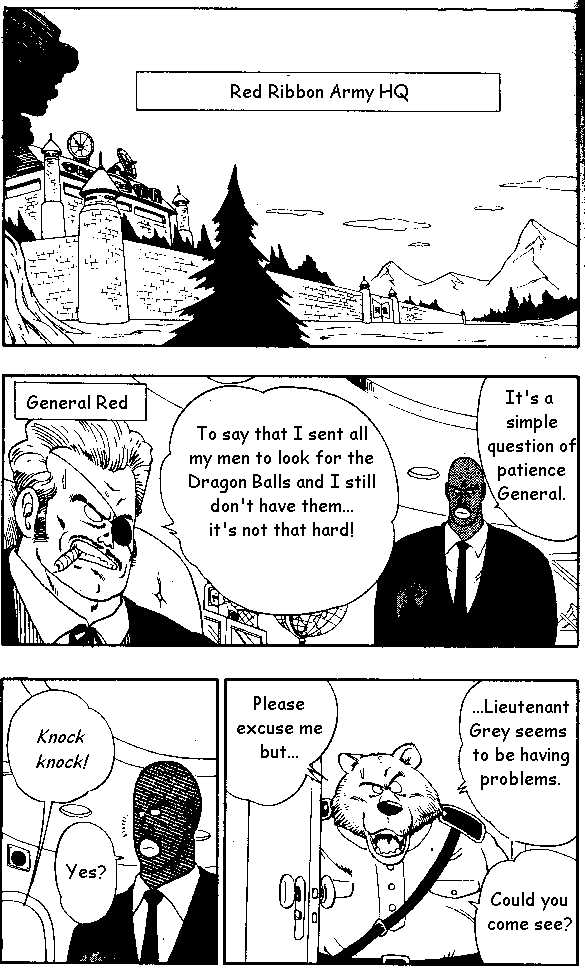 Red Ribbon Army HQ
General Red
To say that I sent all
my men to look for the
Dragon Balls and I still
don't have them...
it's not that hard!
It's a
simple
question of
patience
General.
Knock
knock!
Yes?
Please
excuse me
but...
...Lieutenant
Grey seems
to be having
problems.
Could you
come see?